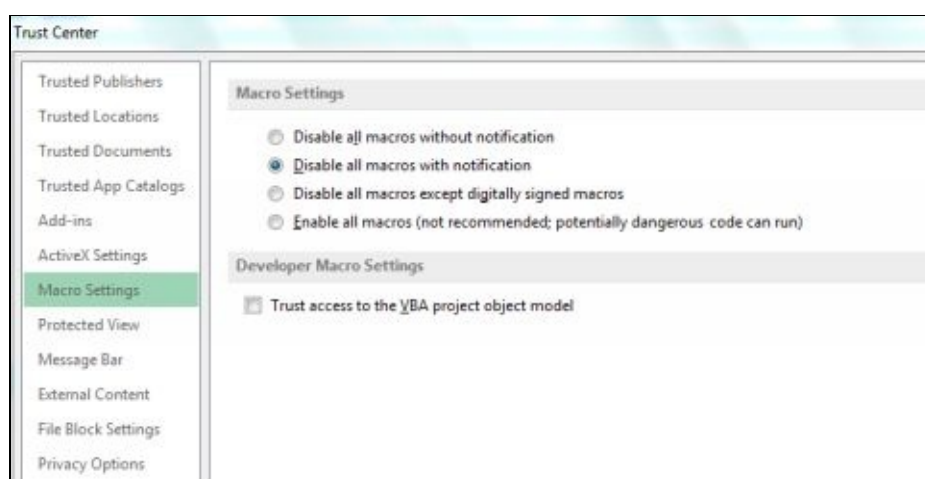 Trust Center
Trusted Publishers
Trusted Locations
Trusted Documents
Trusted App Catalogs
Add-ins
ActiveX Settings
Macro Settings
Protected View
Message Bar
External Content
File Block Settings
Privacy Options
Macro Settings
Disable all macros without notification
Disable all macros with notification
Disable all macros except digitally signed macros
Enable all macros (not recommended; potentially dangerous code can run)
Developer Macro Settings
Trust access to the VBA project object model